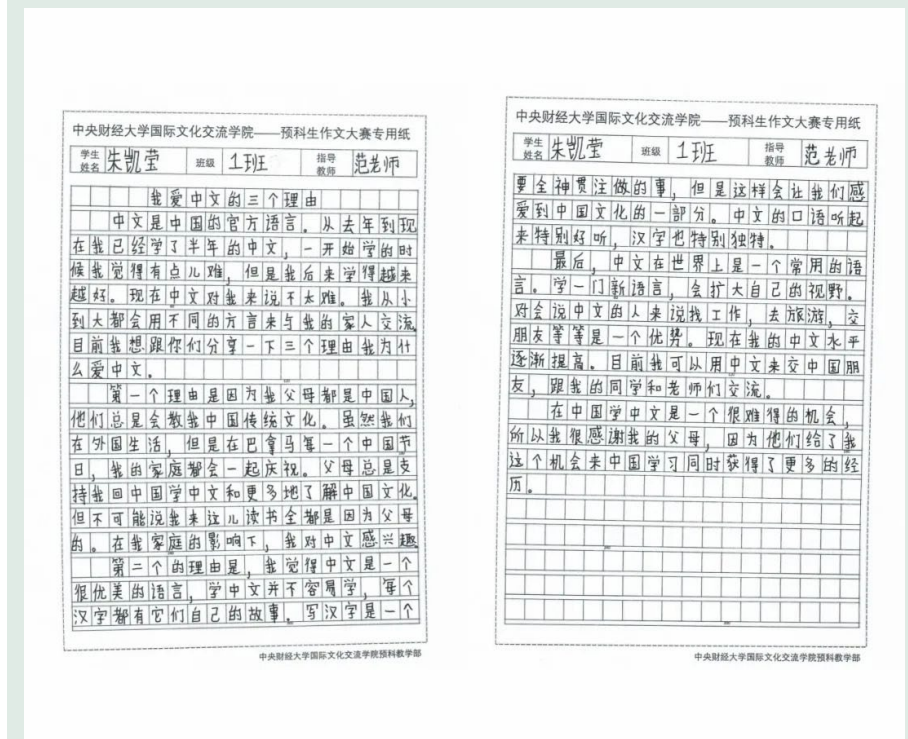 中央财经大学国际文化交流学院——预科生作文大赛专用纸
学生姓名 朱凯莹 班级 1班 指导教师 范老师
我爱中文的三个理由
中文是中国的官方语言。从去年到现
在我已经学了半年的中文，一开始学的时
候我觉得有点儿难，但是我后来学得越来
越好。现在中文对我来说不太难。我从小
到大都会用不同的方言来与我的家人交流。
目前我想跟你们分享一下三个理由我为什
么爱中文。
第一个理由是因为我父母都是中国人，
他们总是会教我中国传统文化。虽然我们
在外国生活，但是在巴拿马每一个中国节
日，我的家庭都会一起庆祝。父母总是支
持我回中国学中文和更多地了解中国文化。
但不可能说我来这儿读书全都是因为父母
的。在我家庭的影响下，我对中文感兴趣
第二个的理由是，我觉得中文是一个
很优美的语言，学中文并不容易学，每个
汉字都有它们自己的故事。写汉字是一个
中央财经大学国际文化交流学院预科教学部
中央财经大学国际文化交流学院——预科生作文大赛专用纸
学生姓名 朱凯莹 班级 1班 指导教师 范老师
要全神贯注做的事，但是这样会让我们感
爱到中国文化的一部分。中文的口语听起
来特别好听，汉字也特别独特。
最后，中文在世界上是一个常用的语
言。学一门新语言，会扩大自己的视野。
对会说中文的人来说找工作，去旅游，交
朋友等等是一个优势。现在我的中文水平
逐渐提高。目前我可以用中文来交中国朋
友，跟我的同学和老师们交流。
在中国学中文是一个很难得的机会，
所以我很感谢我的父母，因为他们给了我
这个机会来中国学习同时获得了更多的经
历。
中央财经大学国际文化交流学院预科教学部